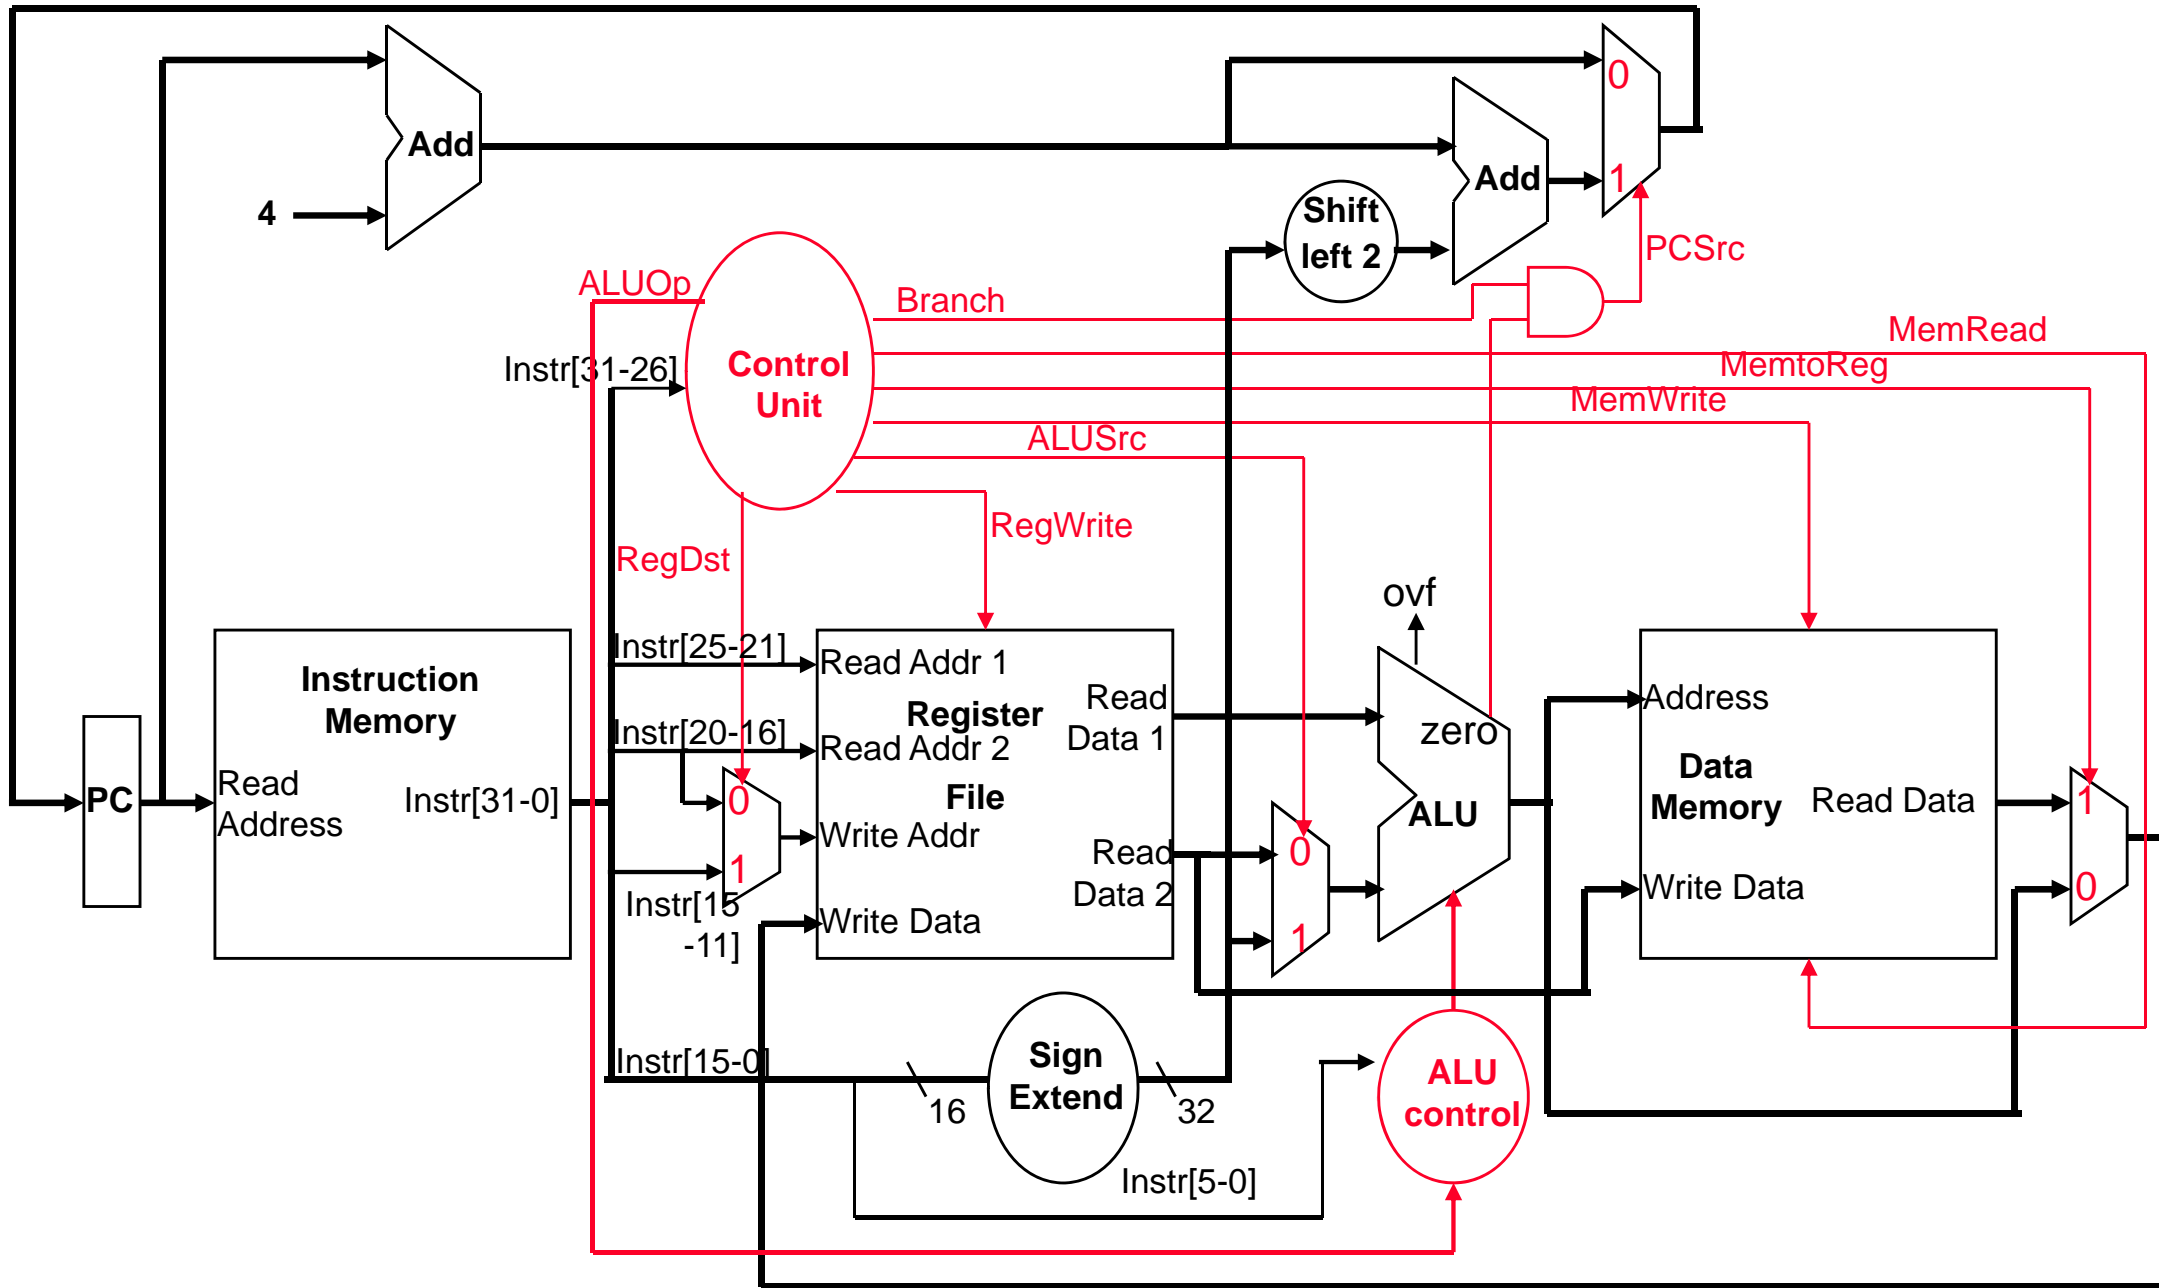 0
Add
Add
1
4
Shift
left 2
PCSrc
ALUOp
Branch
MemRead
Instr[31-26]
Control
Unit
MemtoReg
MemWrite
ALUSrc
RegWrite
RegDst
ovf
Instruction
Memory
Instr[25-21]
Read Addr 1
Register
Read
Data 1
zero
Address
Instr[20-16]
Read Addr 2
File
Data
Memory
PC
Read
Address
Instr[31-0]
0
1
Write Addr
Read
Data 2
0
1
ALU
Read Data
1
0
Write Data
Instr[15
-11]
Write Data
Instr[15-0]
16
Sign
Extend
32
ALU
control
Instr[5-0]